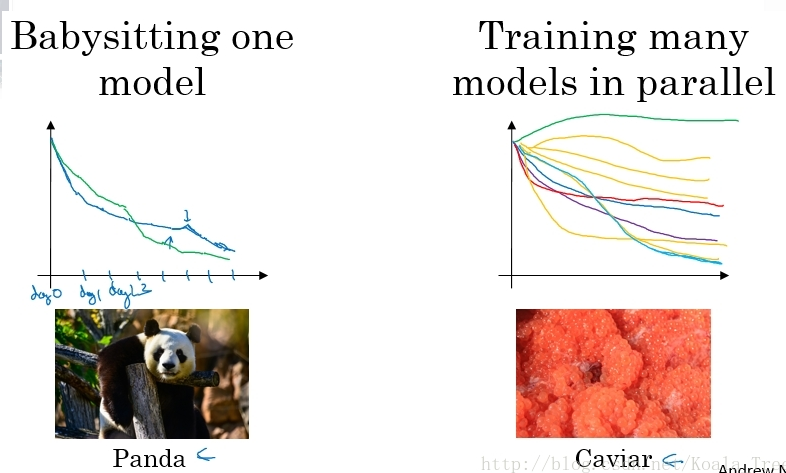 Babysitting one
model
Training many
models in parallel
day 0 day 1 day 2
Panda
Caviar
Andrew N